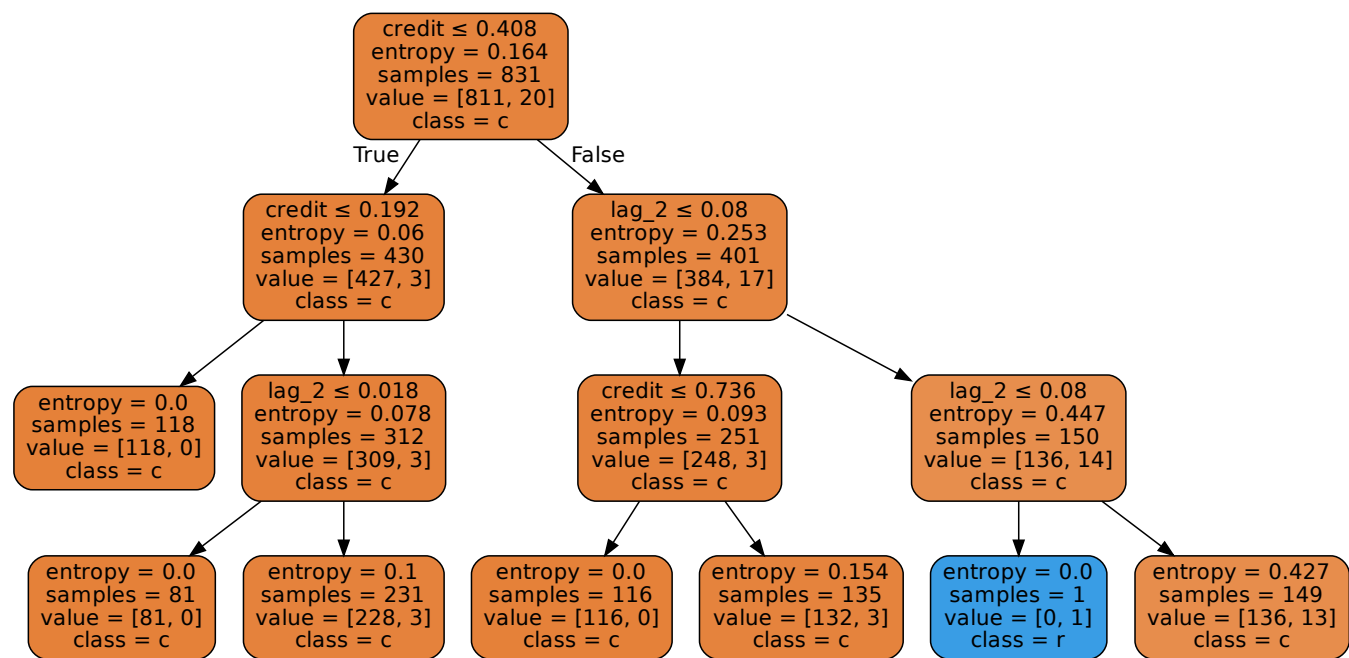 credit ≤ 0.408
entropy = 0.164
samples = 831
value = [811, 20]
class = c
True
False
credit ≤ 0.192
entropy = 0.06
samples = 430
value = [427, 3]
class = c
lag_2 ≤ 0.08
entropy = 0.253
samples = 401
value = [384, 17]
class = c
entropy = 0.0
samples = 118
value = [118, 0]
class = c
lag_2 ≤ 0.018
entropy = 0.078
samples = 312
value = [309, 3]
class = c
credit ≤ 0.736
entropy = 0.093
samples = 251
value = [248, 3]
class = c
lag_2 ≤ 0.08
entropy = 0.447
samples = 150
value = [136, 14]
class = c
entropy = 0.0
samples = 81
value = [81, 0]
class = c
entropy = 0.1
samples = 231
value = [228, 3]
class = c
entropy = 0.0
samples = 116
value = [116, 0]
class = c
entropy = 0.154
samples = 135
value = [132, 3]
class = c
entropy = 0.0
samples = 1
value = [0, 1]
class = r
entropy = 0.427
samples = 149
value = [136, 13]
class = c